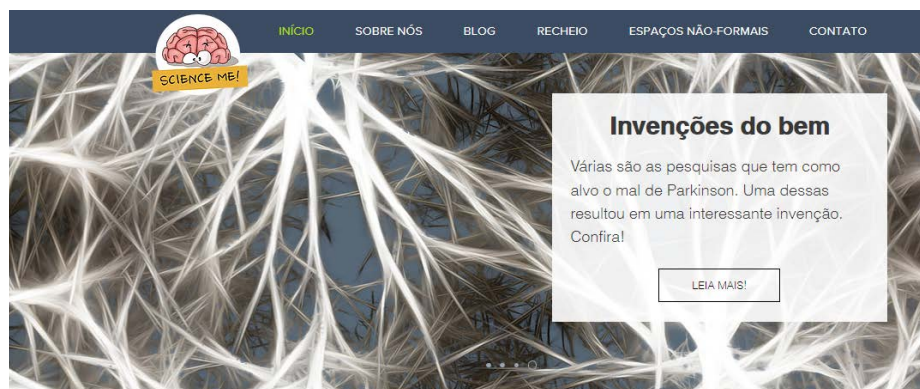 INÍCIO SOBRE NÓS BLOG RECHEIO ESPAÇOS NÃO-FORMAIS CONTATO
SCIENCE ME!
Invenções do bem
Várias são as pesquisas que tem como
alvo o mal de Parkinson. Uma dessas
resultou em uma interessante invenção.
Confira!
LEIA MAIS!